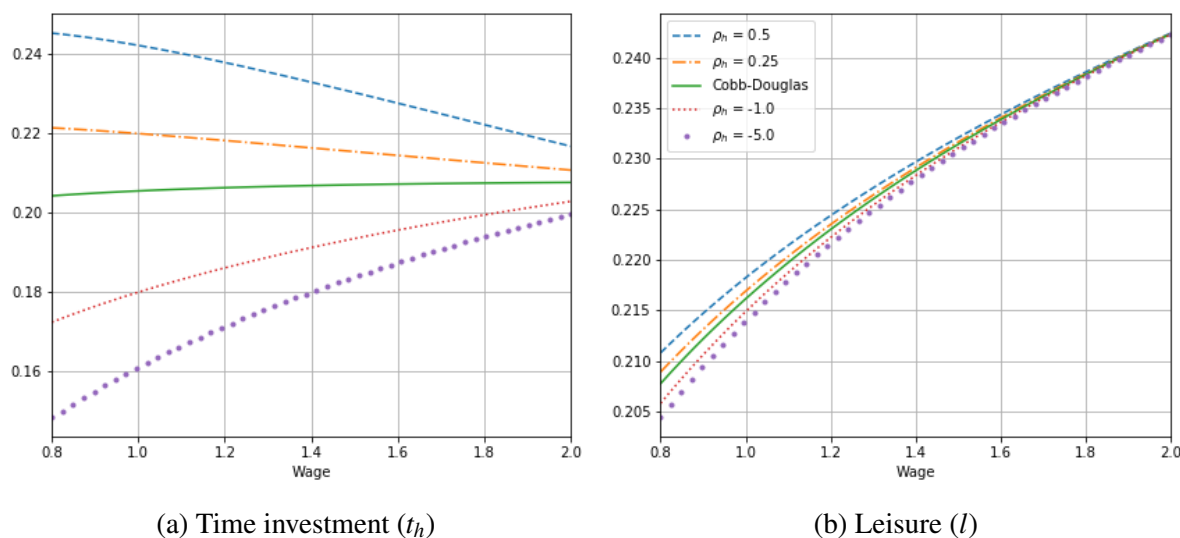 0.24
0.22
0.20
0.18
0.16
0.8 1.0 1.2 1.4 1.6 1.8 2.0
Wage
(a) Time investment (t_h)
ρ_h = 0.5
ρ_h = 0.25
Cobb-Douglas
ρ_h = -1.0
ρ_h = -5.0
0.240
0.235
0.230
0.225
0.220
0.215
0.210
0.205
0.8 1.0 1.2 1.4 1.6 1.8 2.0
Wage
(b) Leisure (l)